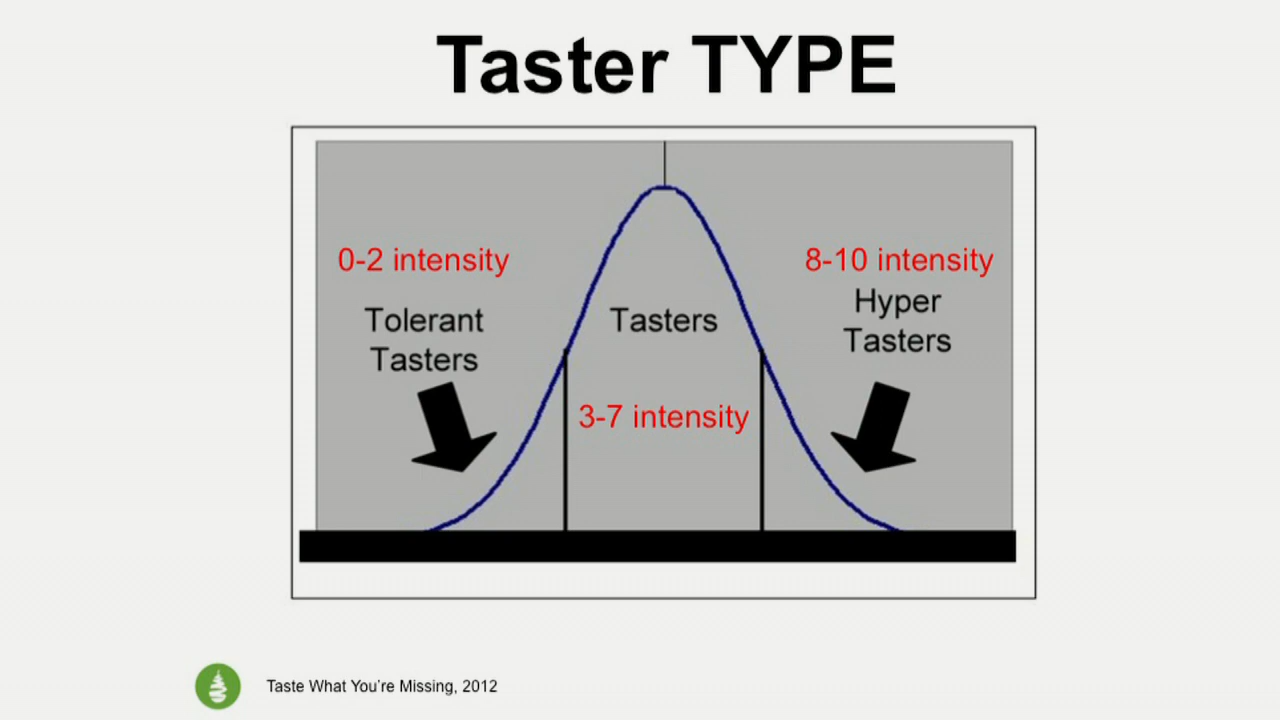 Taster TYPE
0-2 intensity
8-10 intensity
Tolerant
Tasters
Tasters
Hyper
Tasters
3-7 intensity
Taste What You're Missing, 2012